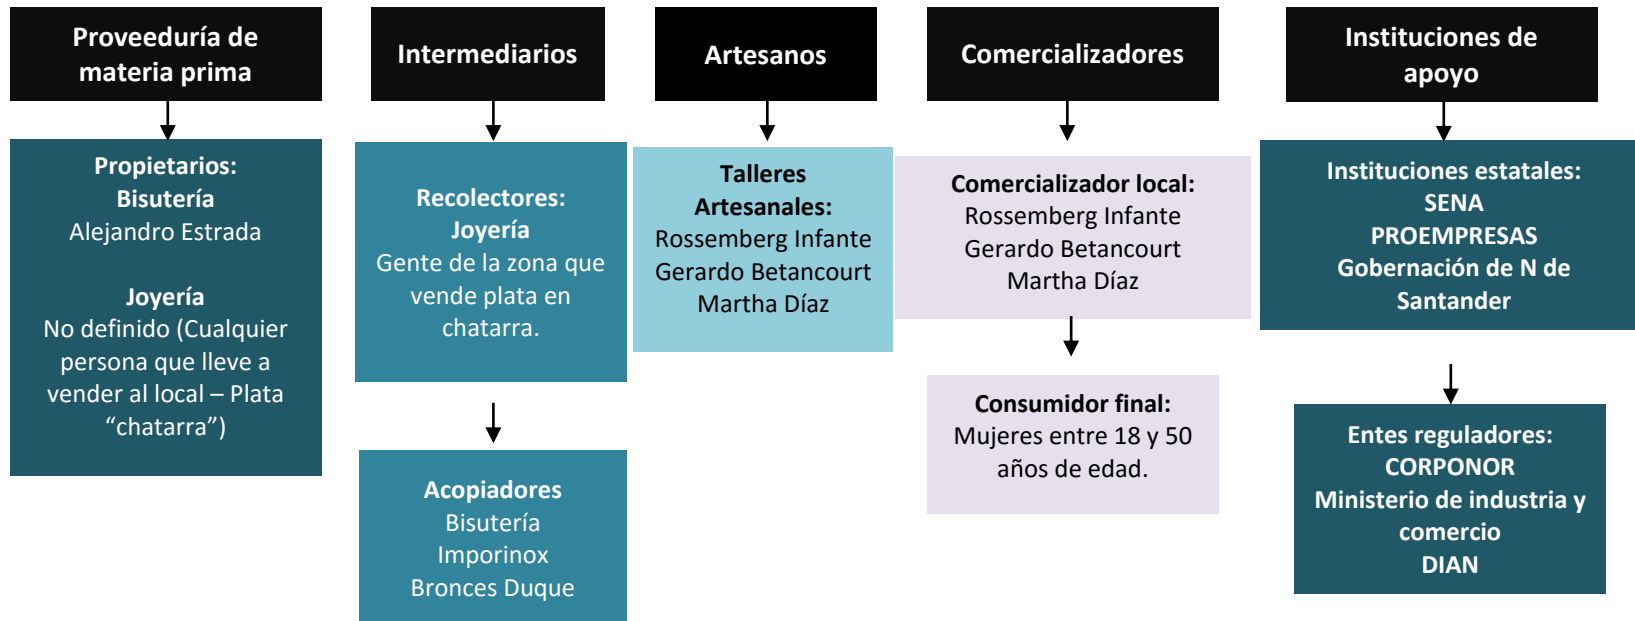 Proveeduría de
materia prima
Intermediarios
Artesanos
Comercializadores
Instituciones de
apoyo
Propietarios:
Bisutería
Alejandro Estrada
Joyería
No definido (Cualquier
persona que lleve a
vender al local – Plata
“chatarra”)
Recolectores:
Joyería
Gente de la zona que
vende plata en
chatarra.
Acopiadores
Bisutería
Imporinox
Bronces Duque
Talleres
Artesanales:
Rossemberg Infante
Gerardo Betancourt
Martha Díaz
Comercializador local:
Rossemberg Infante
Gerardo Betancourt
Martha Díaz
Consumidor final:
Mujeres entre 18 y 50
años de edad.
Instituciones estatales:
SENA
PROEMPRESAS
Gobernación de N de
Santander
Entes reguladores:
CORPONOR
Ministerio de industria y
comercio
DIAN